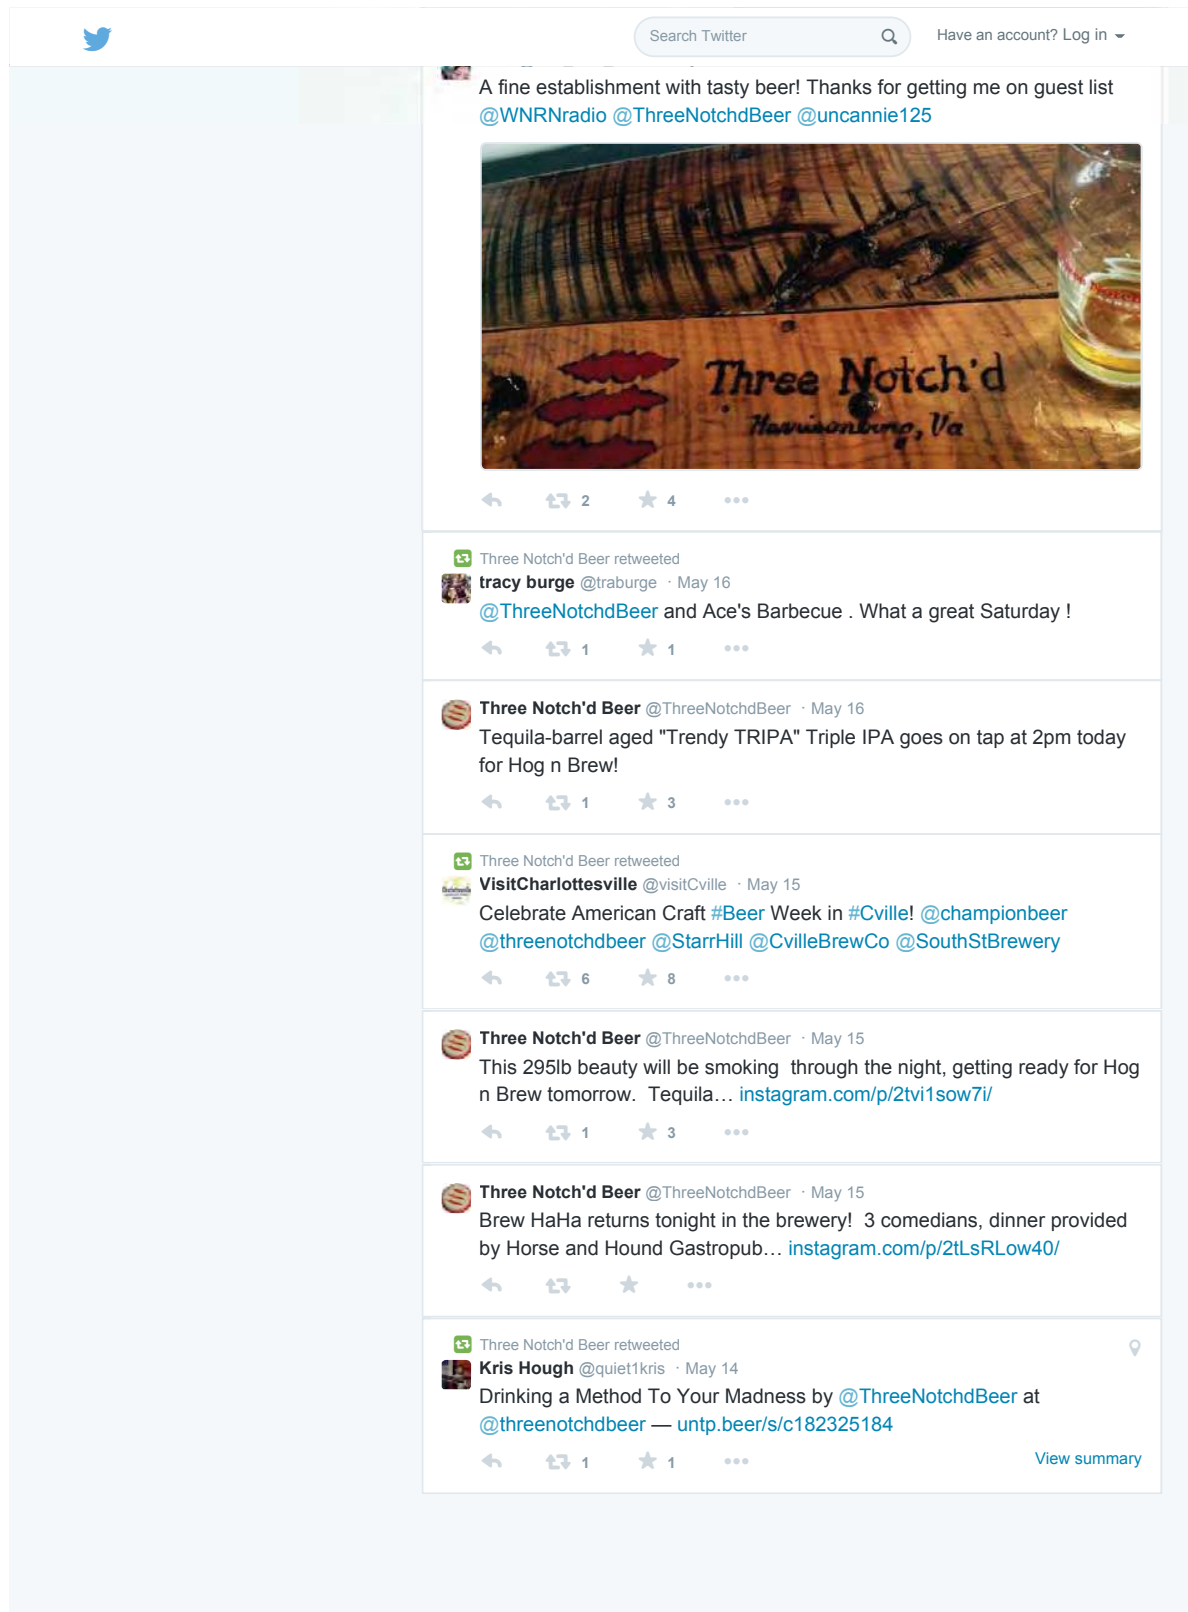 Search Twitter
Have an account? Log in
A fine establishment with tasty beer! Thanks for getting me on guest list
@WNRNradio @ThreeNotchdBeer @uncannie125
Three Notch'd
Harrisonburg, Va
2 4
Three Notch'd Beer retweeted
tracy burge @traburge · May 16
@ThreeNotchdBeer and Ace's Barbecue . What a great Saturday !
1 1
Three Notch'd Beer @ThreeNotchdBeer · May 16
Tequila-barrel aged "Trendy TRIPA" Triple IPA goes on tap at 2pm today
for Hog n Brew!
1 3
Three Notch'd Beer retweeted
VisitCharlottesville @visitCville · May 15
Celebrate American Craft #Beer Week in #Cville! @championbeer
@threenotchdbeer @StarrHill @CvilleBrewCo @SouthStBrewery
6 8
Three Notch'd Beer @ThreeNotchdBeer · May 15
This 295lb beauty will be smoking  through the night, getting ready for Hog
n Brew tomorrow.  Tequila… instagram.com/p/2tvi1sow7i/
1 3
Three Notch'd Beer @ThreeNotchdBeer · May 15
Brew HaHa returns tonight in the brewery!  3 comedians, dinner provided
by Horse and Hound Gastropub… instagram.com/p/2tLsRLow40/
Three Notch'd Beer retweeted
Kris Hough @quiet1kris · May 14
Drinking a Method To Your Madness by @ThreeNotchdBeer at
@threenotchdbeer — untp.beer/s/c182325184
1 1
View summary